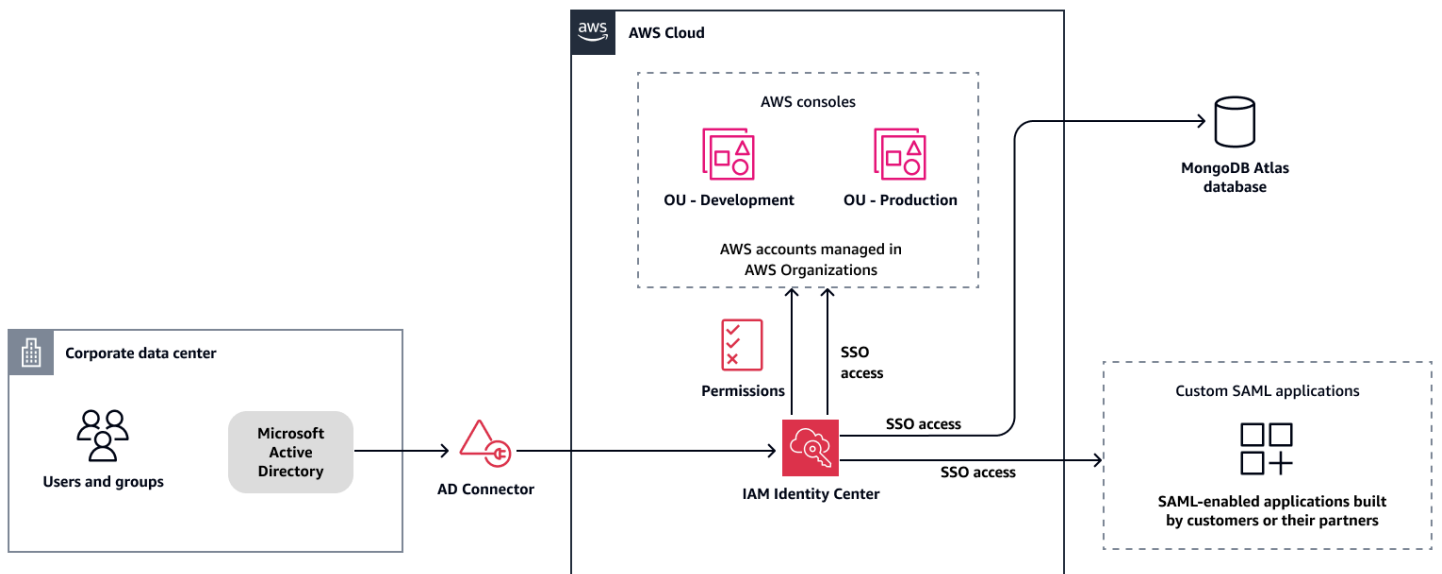 aws
AWS Cloud
AWS consoles
OU - Development
OU - Production
AWS accounts managed in
AWS Organizations
MongoDB Atlas
database
Corporate data center
Users and groups
Microsoft
Active
Directory
AD Connector
Permissions
SSO
access
IAM Identity Center
SSO access
SSO access
Custom SAML applications
SAML-enabled applications built
by customers or their partners